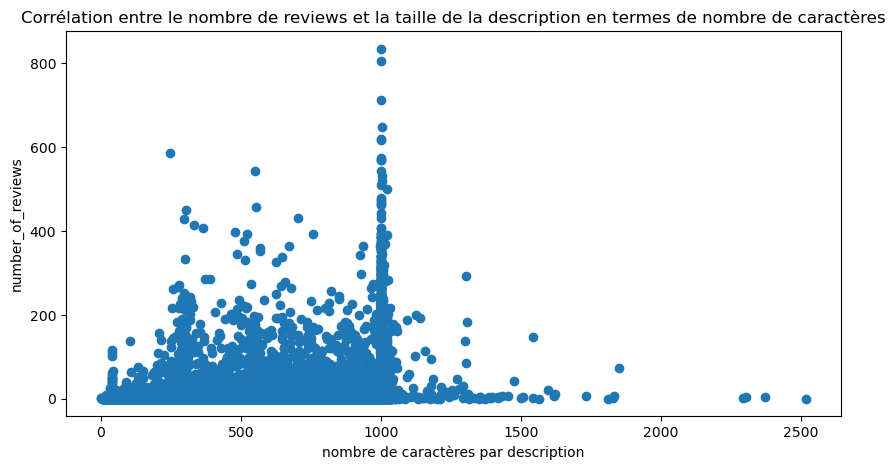 Corrélation entre le nombre de reviews et la taille de la description en termes de nombre de caractères
800
600
400
200
0
number_of_reviews
0 500 1000 1500 2000 2500
nombre de caractères par description